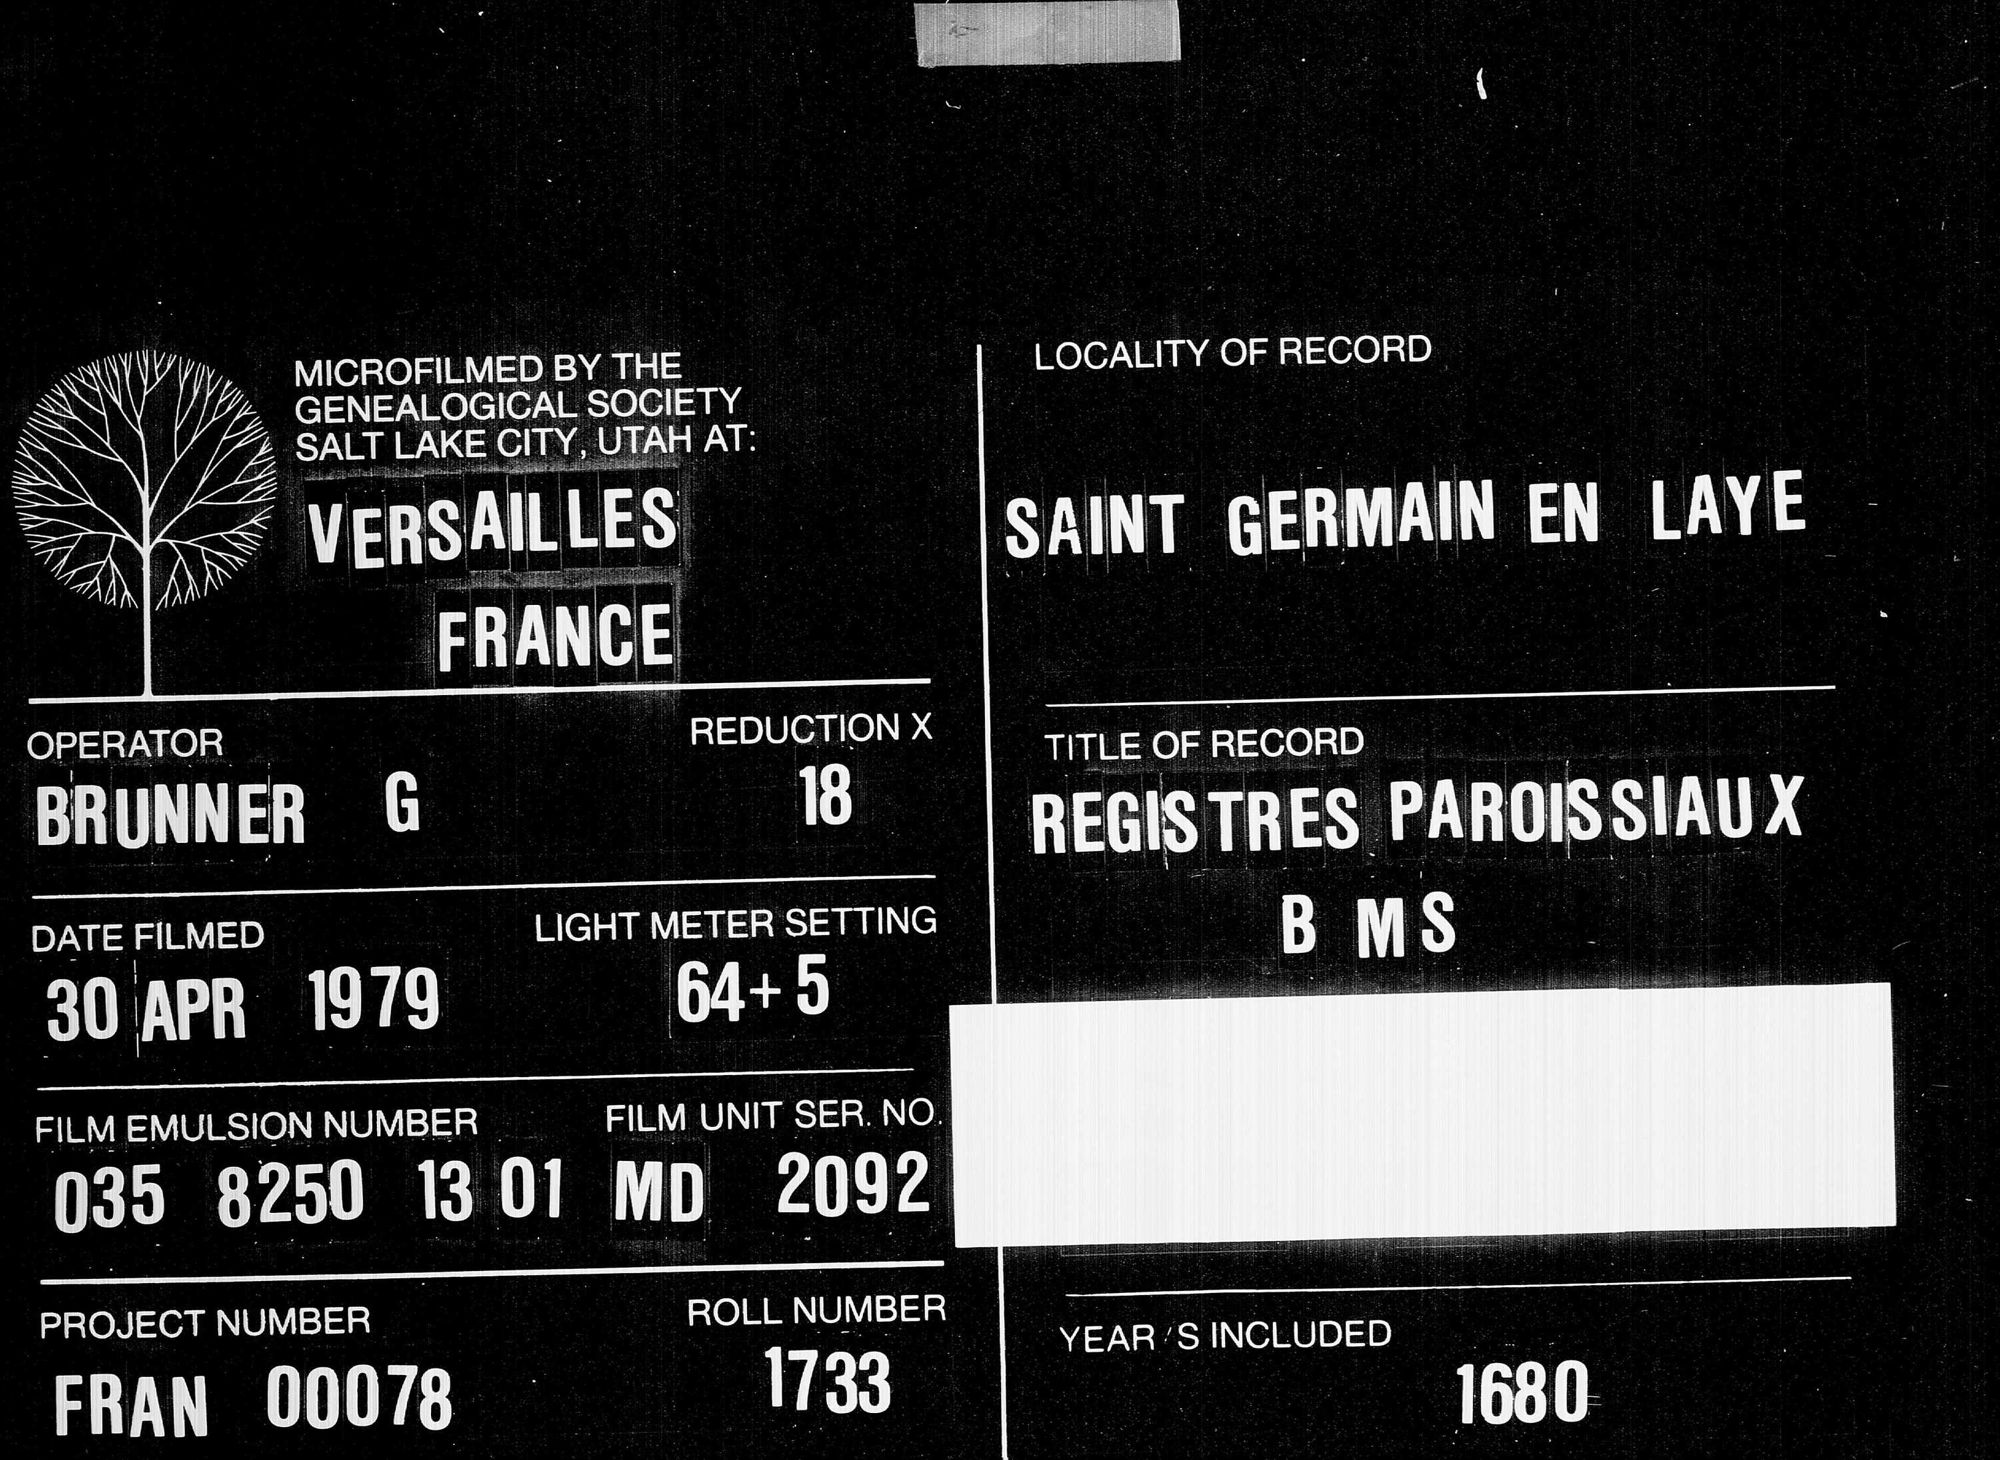 MICROFILMED BY THE
GENEALOGICAL SOCIETY
SALT LAKE CITY, UTAH AT:
VERSAILLES
FRANCE
OPERATOR
REDUCTION X
BRUNNER G
18
DATE FILMED
LIGHT METER SETTING
30 APR 1979
64+5
FILM EMULSION NUMBER
FILM UNIT SER. NO.
035 8250 13 01
MD 2092
PROJECT NUMBER
ROLL NUMBER
FRAN 00078
1733
LOCALITY OF RECORD
SAINT GERMAIN EN LAYE
TITLE OF RECORD
REGISTRES PAROISSIAUX
B MS
YEAR/S INCLUDED
1680